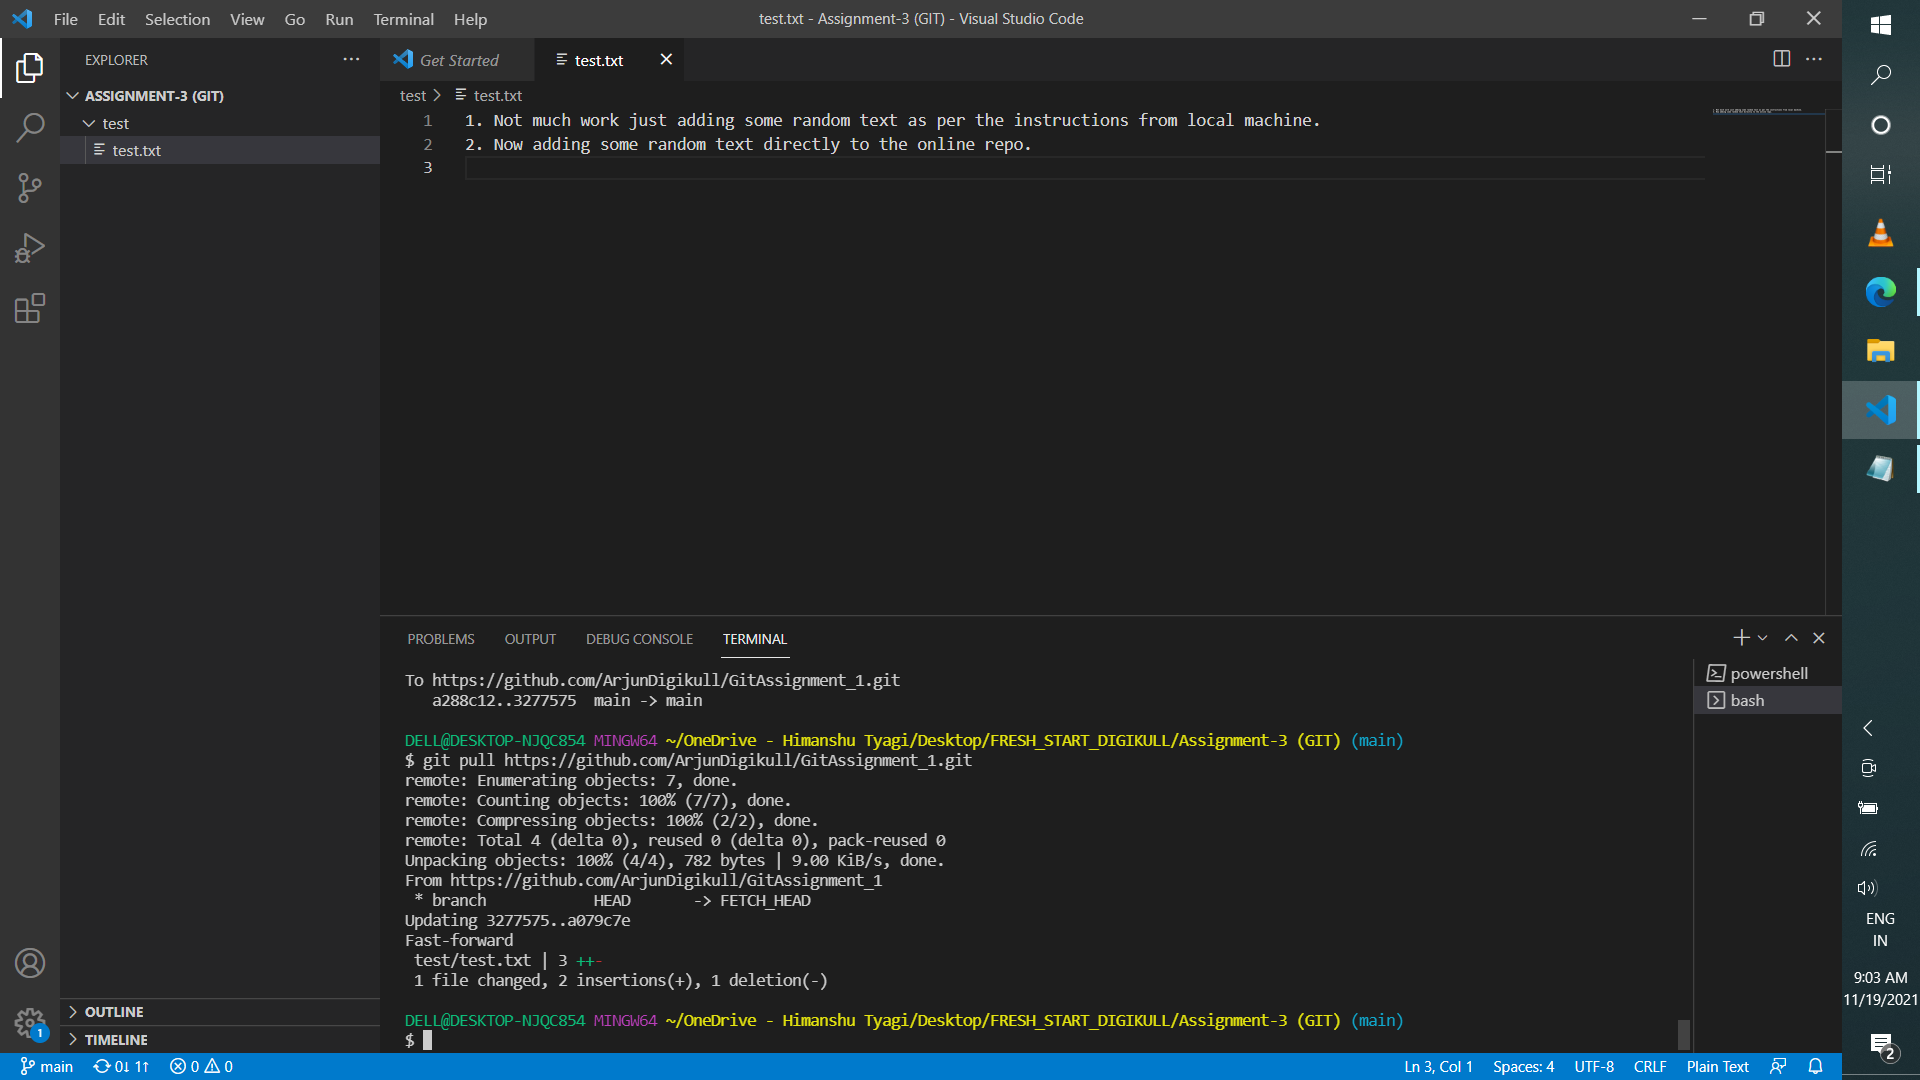 File Edit Selection View Go Run Terminal Help
test.txt - Assignment-3 (GIT) - Visual Studio Code
EXPLORER
ASSIGNMENT-3 (GIT)
test
test.txt
Get Started
test.txt
test > test.txt
1 1. Not much work just adding some random text as per the instructions from local machine.
2 2. Now adding some random text directly to the online repo.
3
PROBLEMS OUTPUT DEBUG CONSOLE TERMINAL
To https://github.com/ArjunDigikull/GitAssignment_1.git
a288c12..3277575 main -> main
DELL@DESKTOP-NJQC854 MINGW64 ~/OneDrive - Himanshu Tyagi/Desktop/FRESH_START_DIGIKULL/Assignment-3 (GIT) (main)
$ git pull https://github.com/ArjunDigikull/GitAssignment_1.git
remote: Enumerating objects: 7, done.
remote: Counting objects: 100% (7/7), done.
remote: Compressing objects: 100% (2/2), done.
remote: Total 4 (delta 0), reused 0 (delta 0), pack-reused 0
Unpacking objects: 100% (4/4), 782 bytes | 9.00 KiB/s, done.
From https://github.com/ArjunDigikull/GitAssignment_1
* branch HEAD -> FETCH_HEAD
Updating 3277575..a079c7e
Fast-forward
test/test.txt | 3 ++-
1 file changed, 2 insertions(+), 1 deletion(-)
DELL@DESKTOP-NJQC854 MINGW64 ~/OneDrive - Himanshu Tyagi/Desktop/FRESH_START_DIGIKULL/Assignment-3 (GIT) (main)
$
powershell
bash
OUTLINE
TIMELINE
1
main 0↓ 1↑ 0 0
Ln 3, Col 1 Spaces: 4 UTF-8 CRLF Plain Text
ENG
IN
9:03 AM
11/19/2021
2